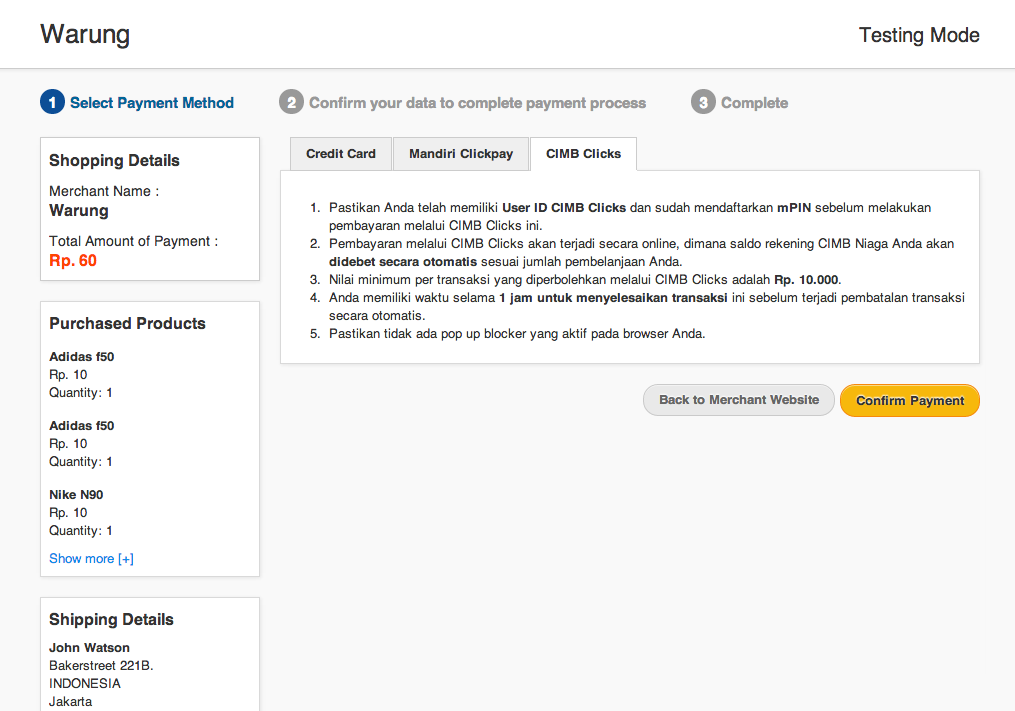 Warung
Testing Mode
1 Select Payment Method
2 Confirm your data to complete payment process
3 Complete
Shopping Details
Merchant Name :
Warung
Total Amount of Payment :
Rp. 60
Purchased Products
Adidas f50
Rp. 10
Quantity: 1
Adidas f50
Rp. 10
Quantity: 1
Nike N90
Rp. 10
Quantity: 1
Show more [+]
Shipping Details
John Watson
Bakerstreet 221B.
INDONESIA
Jakarta
Credit Card
Mandiri Clickpay
CIMB Clicks
1. Pastikan Anda telah memiliki User ID CIMB Clicks dan sudah mendaftarkan mPIN sebelum melakukan
pembayaran melalui CIMB Clicks ini.
2. Pembayaran melalui CIMB Clicks akan terjadi secara online, dimana saldo rekening CIMB Niaga Anda akan
didebet secara otomatis sesuai jumlah pembelanjaan Anda.
3. Nilai minimum per transaksi yang diperbolehkan melalui CIMB Clicks adalah Rp. 10.000.
4. Anda memiliki waktu selama 1 jam untuk menyelesaikan transaksi ini sebelum terjadi pembatalan transaksi
secara otomatis.
5. Pastikan tidak ada pop up blocker yang aktif pada browser Anda.
Back to Merchant Website
Confirm Payment